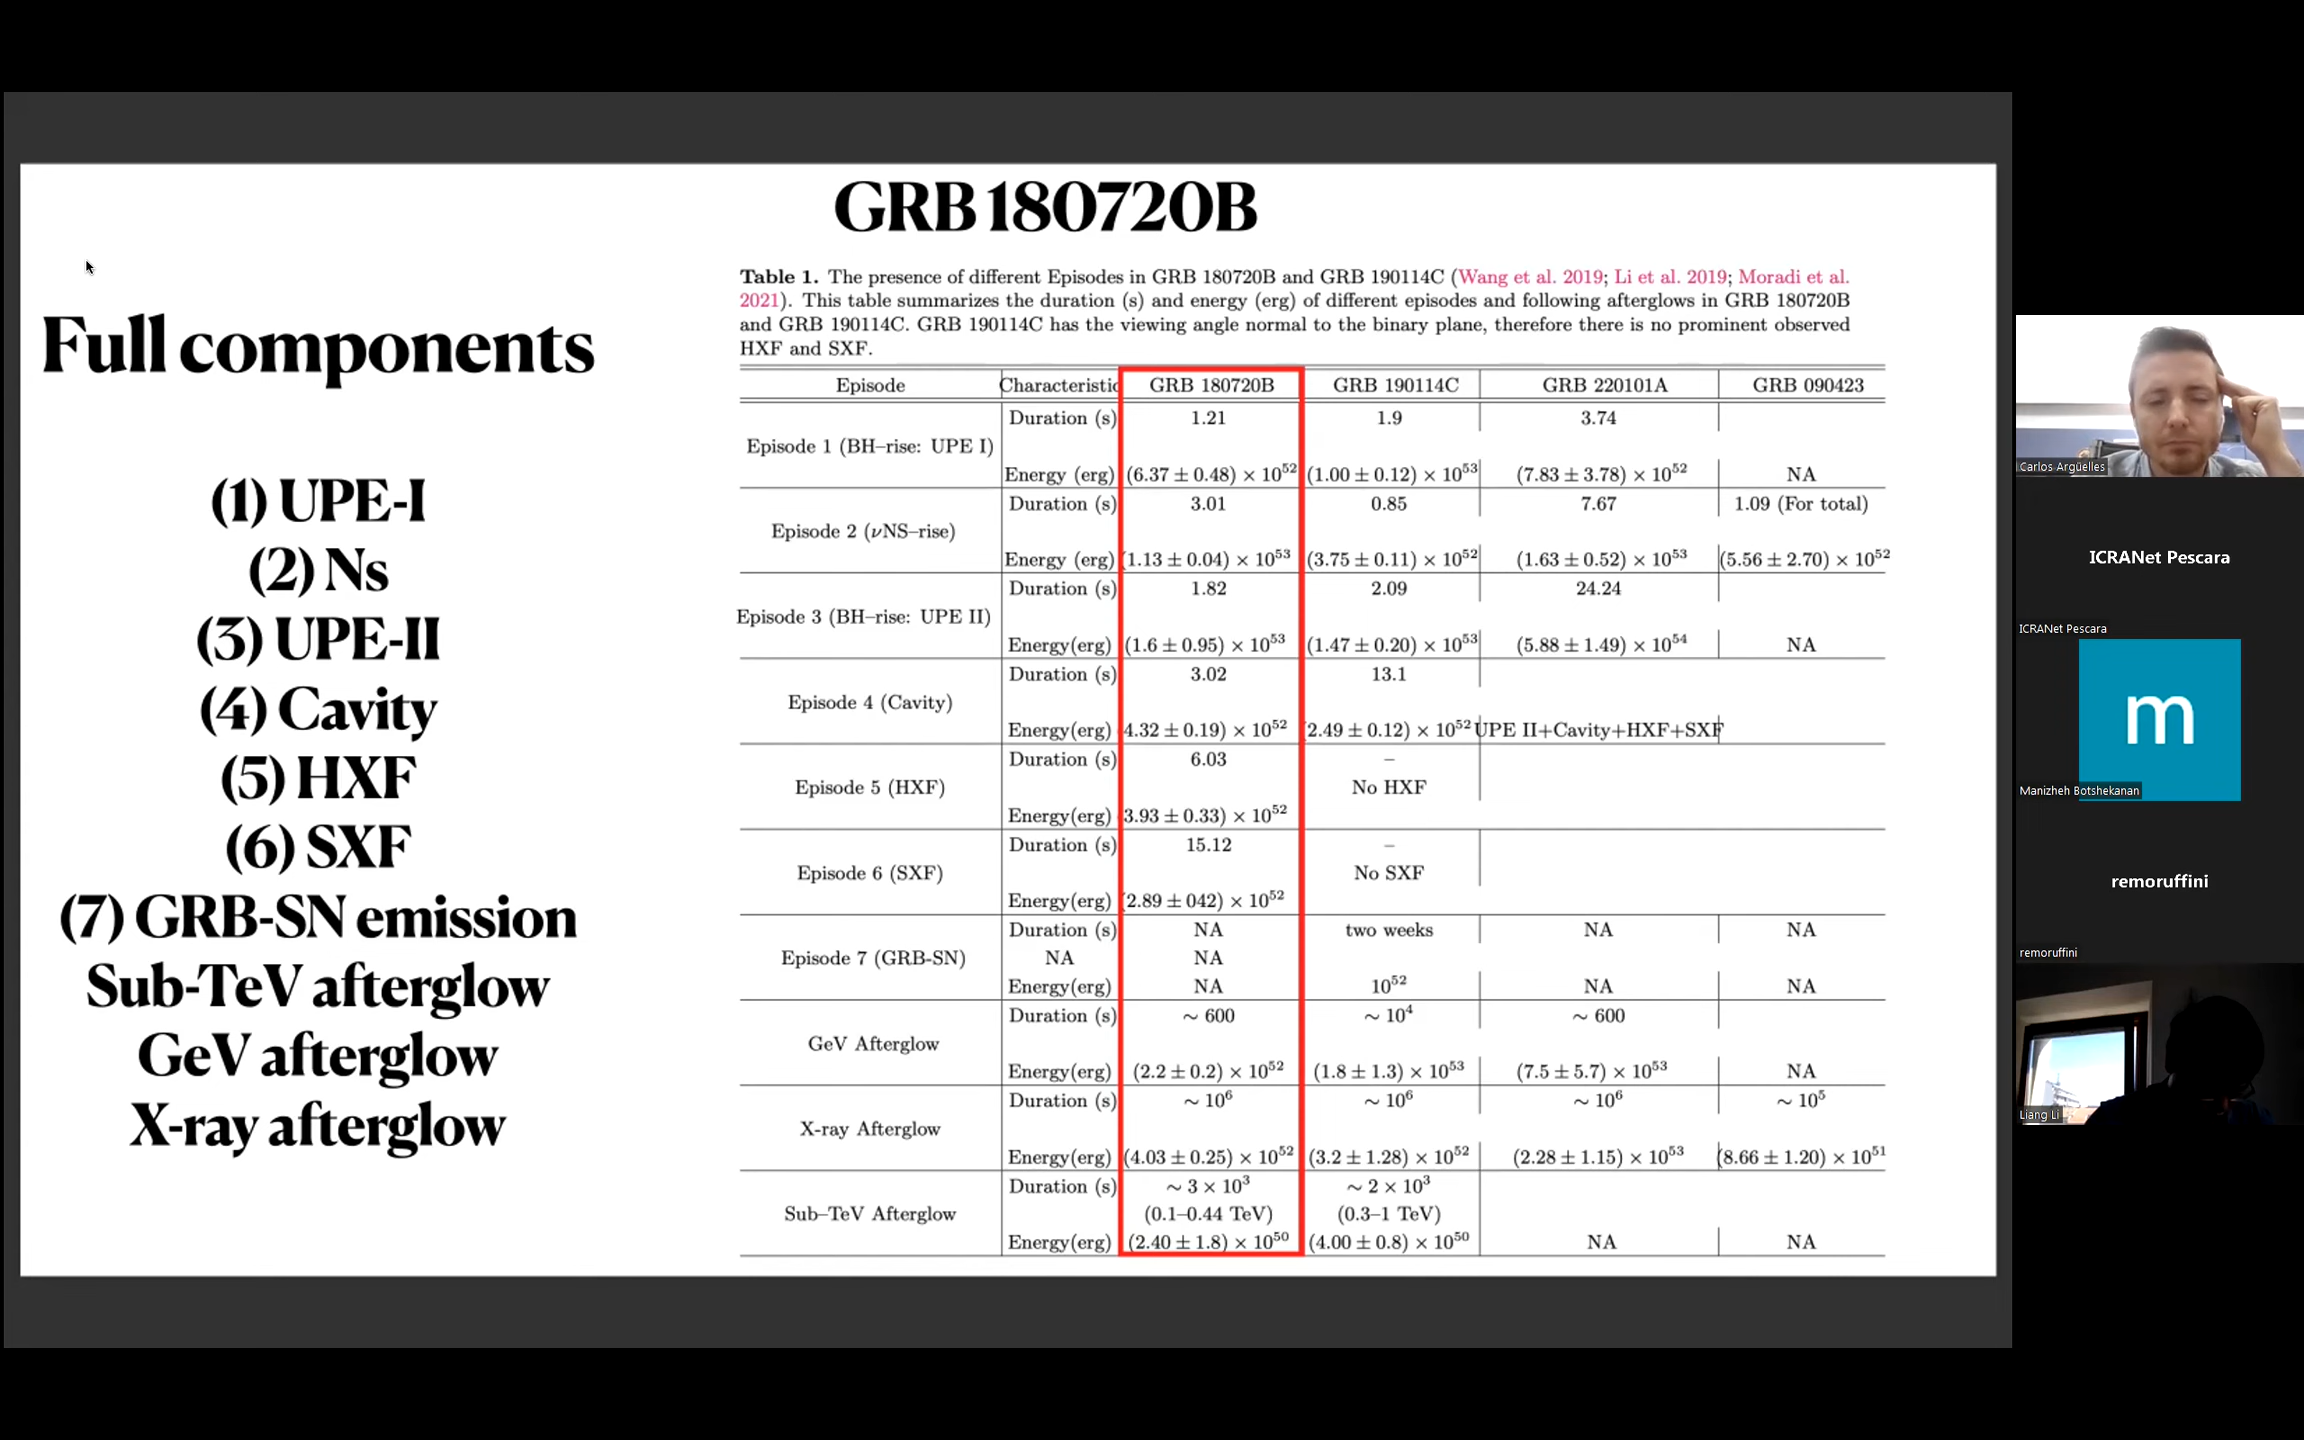 GRB 180720B
Full components
(1) UPE-I
(2) Ns
(3) UPE-II
(4) Cavity
(5) HXF
(6) SXF
(7) GRB-SN emission
Sub-TeV afterglow
GeV afterglow
X-ray afterglow
Table 1. The presence of different Episodes in GRB 180720B and GRB 190114C (Wang et al. 2019; Li et al. 2019; Moradi et al.
2021). This table summarizes the duration (s) and energy (erg) of different episodes and following afterglows in GRB 180720B
and GRB 190114C. GRB 190114C has the viewing angle normal to the binary plane, therefore there is no prominent observed
HXF and SXF.
Episode Characteristic GRB 180720B GRB 190114C GRB 220101A GRB 090423
Duration (s) 1.21 1.9 3.74
Episode 1 (BH–rise: UPE I)
Energy (erg) (6.37 ± 0.48) × 10^52 (1.00 ± 0.12) × 10^53 (7.83 ± 3.78) × 10^52 NA
Duration (s) 3.01 0.85 7.67 1.09 (For total)
Episode 2 (νNS–rise)
Energy (erg) (1.13 ± 0.04) × 10^53 (3.75 ± 0.11) × 10^52 (1.63 ± 0.52) × 10^53 (5.56 ± 2.70) × 10^52
Duration (s) 1.82 2.09 24.24
Episode 3 (BH–rise: UPE II)
Energy(erg) (1.6 ± 0.95) × 10^53 (1.47 ± 0.20) × 10^53 (5.88 ± 1.49) × 10^54 NA
Duration (s) 3.02 13.1
Episode 4 (Cavity)
Energy(erg) (4.32 ± 0.19) × 10^52 (2.49 ± 0.12) × 10^52 UPE II+Cavity+HXF+SXF
Duration (s) 6.03 –
Episode 5 (HXF) No HXF
Energy(erg) (3.93 ± 0.33) × 10^52
Duration (s) 15.12 –
Episode 6 (SXF) No SXF
Energy(erg) (2.89 ± 042) × 10^52
Duration (s) NA two weeks NA NA
Episode 7 (GRB-SN) NA NA
Energy(erg) NA 10^52 NA NA
Duration (s) ∼ 600 ∼ 10^4 ∼ 600
GeV Afterglow
Energy(erg) (2.2 ± 0.2) × 10^52 (1.8 ± 1.3) × 10^53 (7.5 ± 5.7) × 10^53 NA
Duration (s) ∼ 10^6 ∼ 10^6 ∼ 10^6 ∼ 10^5
X-ray Afterglow
Energy(erg) (4.03 ± 0.25) × 10^52 (3.2 ± 1.28) × 10^52 (2.28 ± 1.15) × 10^53 (8.66 ± 1.20) × 10^51
Duration (s) ∼ 3 × 10^3 ∼ 2 × 10^3
Sub–TeV Afterglow (0.1–0.44 TeV) (0.3–1 TeV)
Energy(erg) (2.40 ± 1.8) × 10^50 (4.00 ± 0.8) × 10^50 NA NA
Carlos Argüelles
ICRANet Pescara
ICRANet Pescara
m
Manizheh Botshekanan
remoruffini
remoruffini
Liang Li